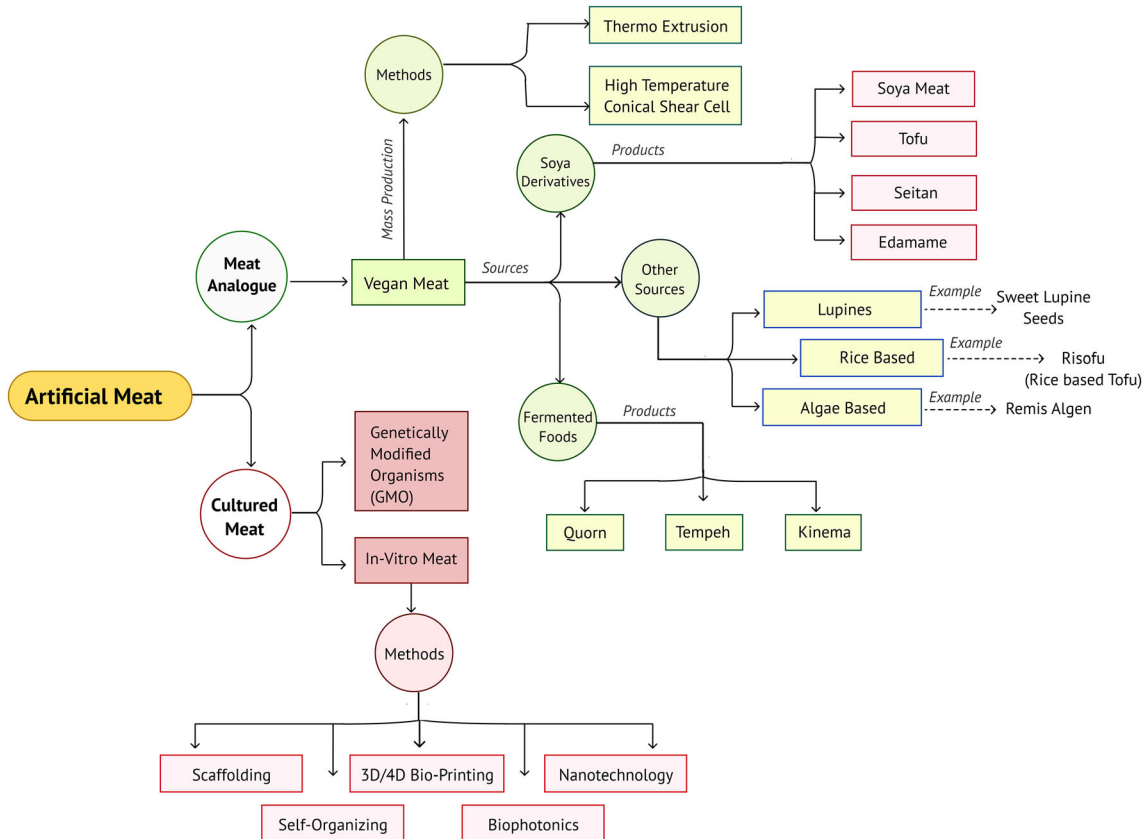 Thermo Extrusion
Methods
High Temperature
Conical Shear Cell
Mass Production
Soya
Derivatives
Products
Soya Meat
Tofu
Seitan
Edamame
Meat
Analogue
Vegan Meat
Sources
Other
Sources
Lupines
Example
Sweet Lupine
Seeds
Rice Based
Example
Risofu
(Rice based Tofu)
Algae Based
Example
Remis Algen
Artificial Meat
Fermented
Foods
Products
Quorn
Tempeh
Kinema
Cultured
Meat
Genetically
Modified
Organisms
(GMO)
In-Vitro Meat
Methods
Scaffolding
3D/4D Bio-Printing
Nanotechnology
Self-Organizing
Biophotonics